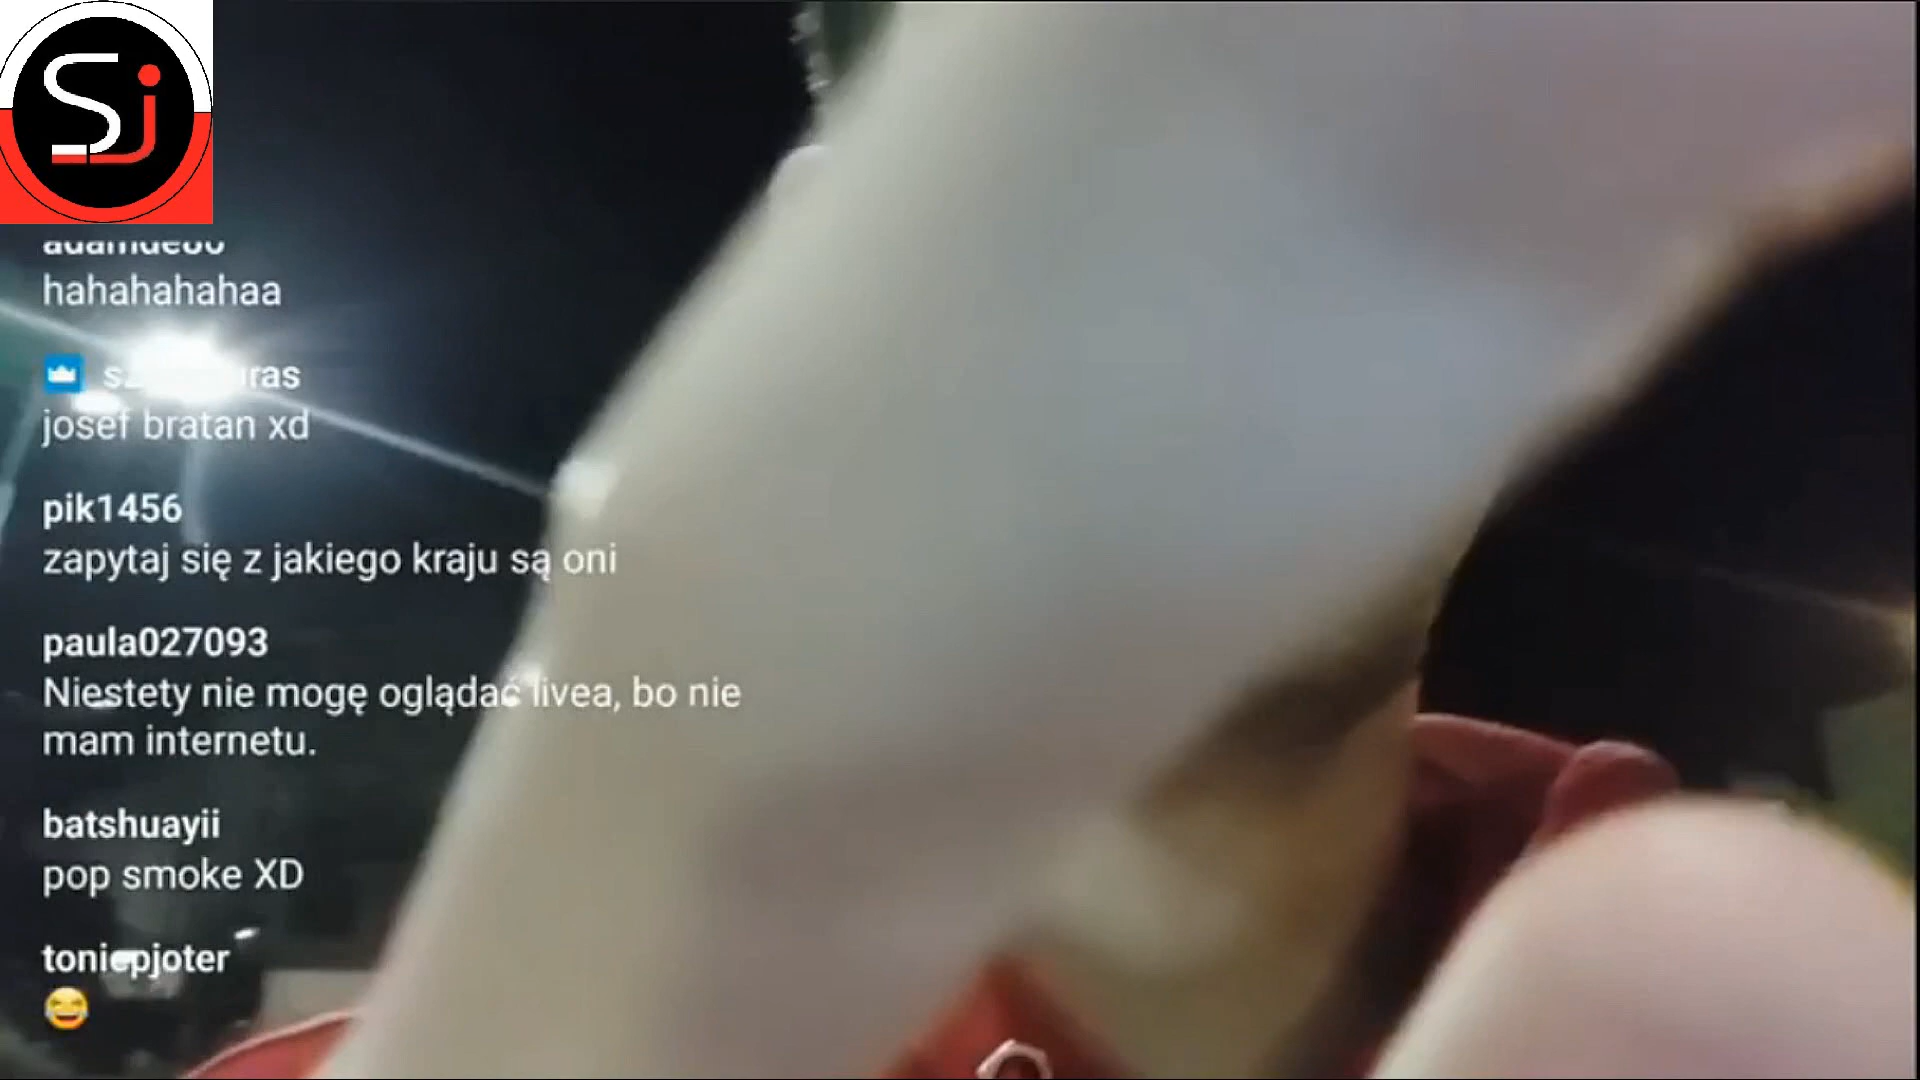 Sj
hahahahahaa
josef bratan xd
pik1456
zapytaj się z jakiego kraju są oni
paula027093
Niestety nie mogę oglądać livea, bo nie
mam internetu.
batshuayii
pop smoke XD
toniepjoter
😂